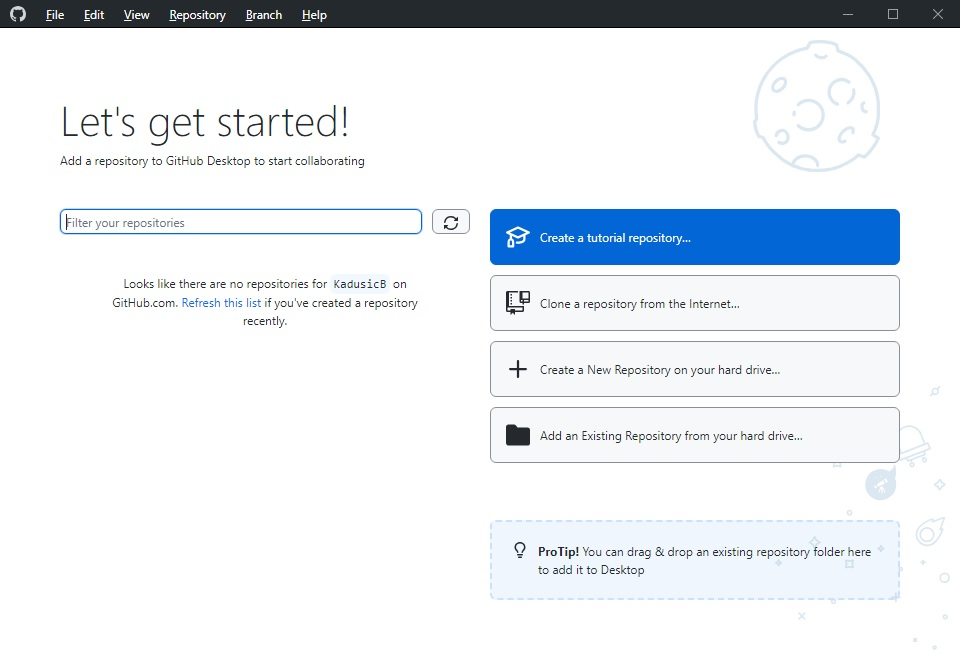 File Edit View Repository Branch Help
Let's get started!
Add a repository to GitHub Desktop to start collaborating
Filter your repositories
Looks like there are no repositories for KadusicB on
GitHub.com. Refresh this list if you've created a repository
recently.
Create a tutorial repository...
Clone a repository from the Internet...
Create a New Repository on your hard drive...
Add an Existing Repository from your hard drive...
ProTip! You can drag & drop an existing repository folder here
to add it to Desktop